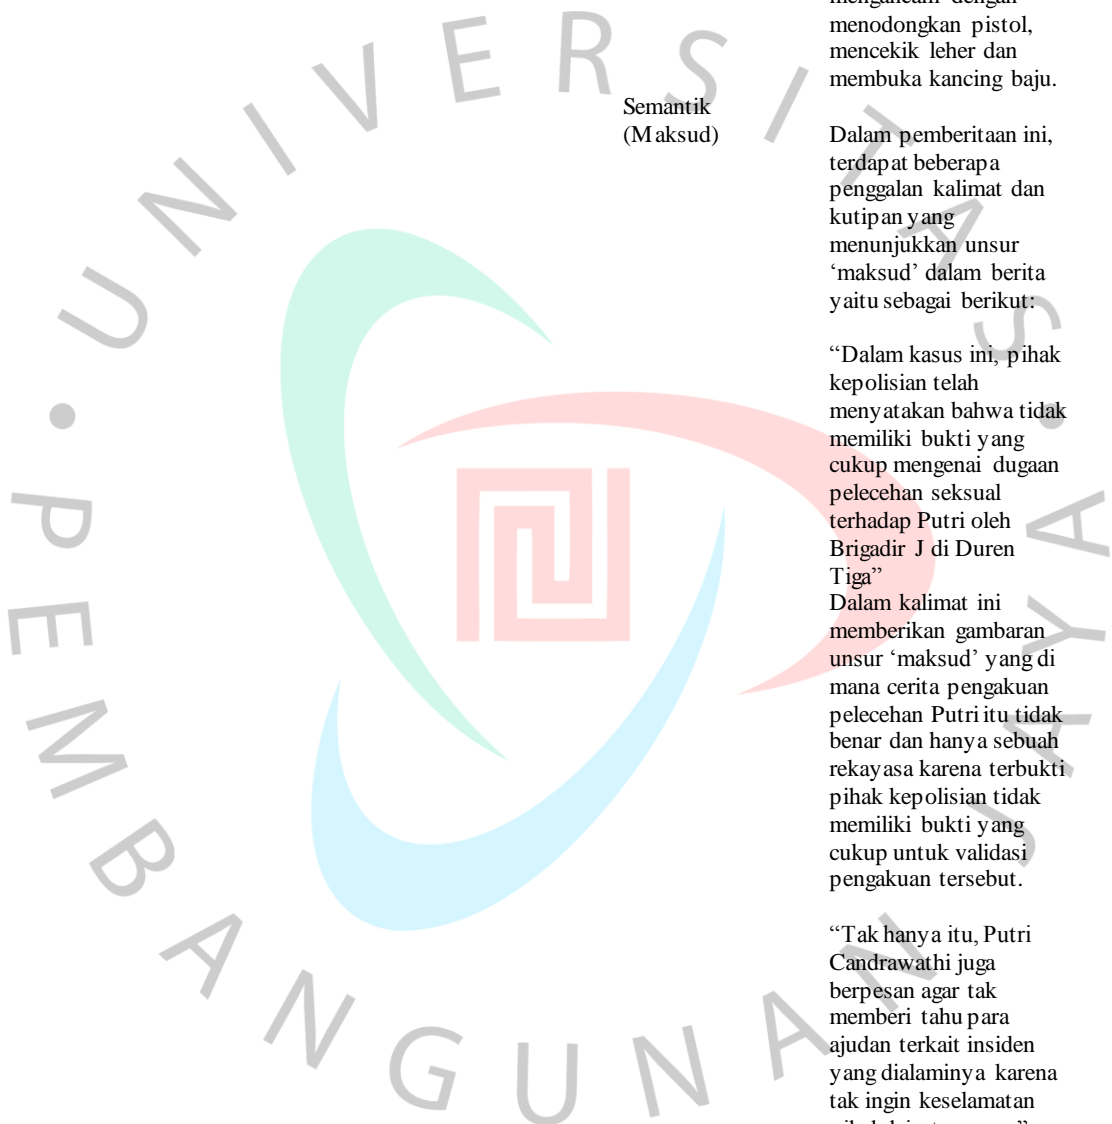 menodongkan pistol,
mencekik leher dan
membuka kancing baju.
Semantik
(Maksud)
Dalam pemberitaan ini,
terdapat beberapa
penggalan kalimat dan
kutipan yang
menunjukkan unsur
‘maksud’ dalam berita
yaitu sebagai berikut:
“Dalam kasus ini, pihak
kepolisian telah
menyatakan bahwa tidak
memiliki bukti yang
cukup mengenai dugaan
pelecehan seksual
terhadap Putri oleh
Brigadir J di Duren
Tiga”
Dalam kalimat ini
memberikan gambaran
unsur ‘maksud’ yang di
mana cerita pengakuan
pelecehan Putri itu tidak
benar dan hanya sebuah
rekayasa karena terbukti
pihak kepolisian tidak
memiliki bukti yang
cukup untuk validasi
pengakuan tersebut.
“Tak hanya itu, Putri
Candrawathi juga
berpesan agar tak
memberi tahu para
ajudan terkait insiden
yang dialaminya karena
tak ingin keselamatan
UNIVERSITAS • PEMBANGUNAN JAYA •